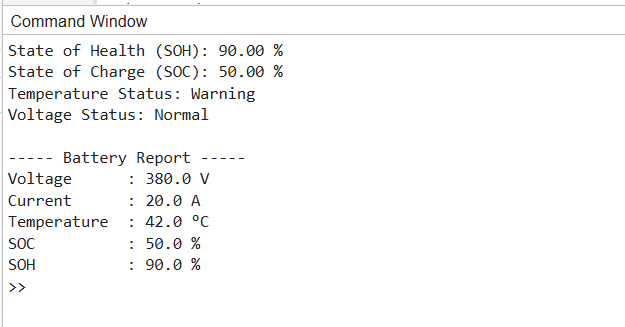 Command Window
State of Health (SOH): 90.00 %
State of Charge (SOC): 50.00 %
Temperature Status: Warning
Voltage Status: Normal
----- Battery Report -----
Voltage      : 380.0 V
Current      : 20.0 A
Temperature  : 42.0 °C
SOC          : 50.0 %
SOH          : 90.0 %
>>